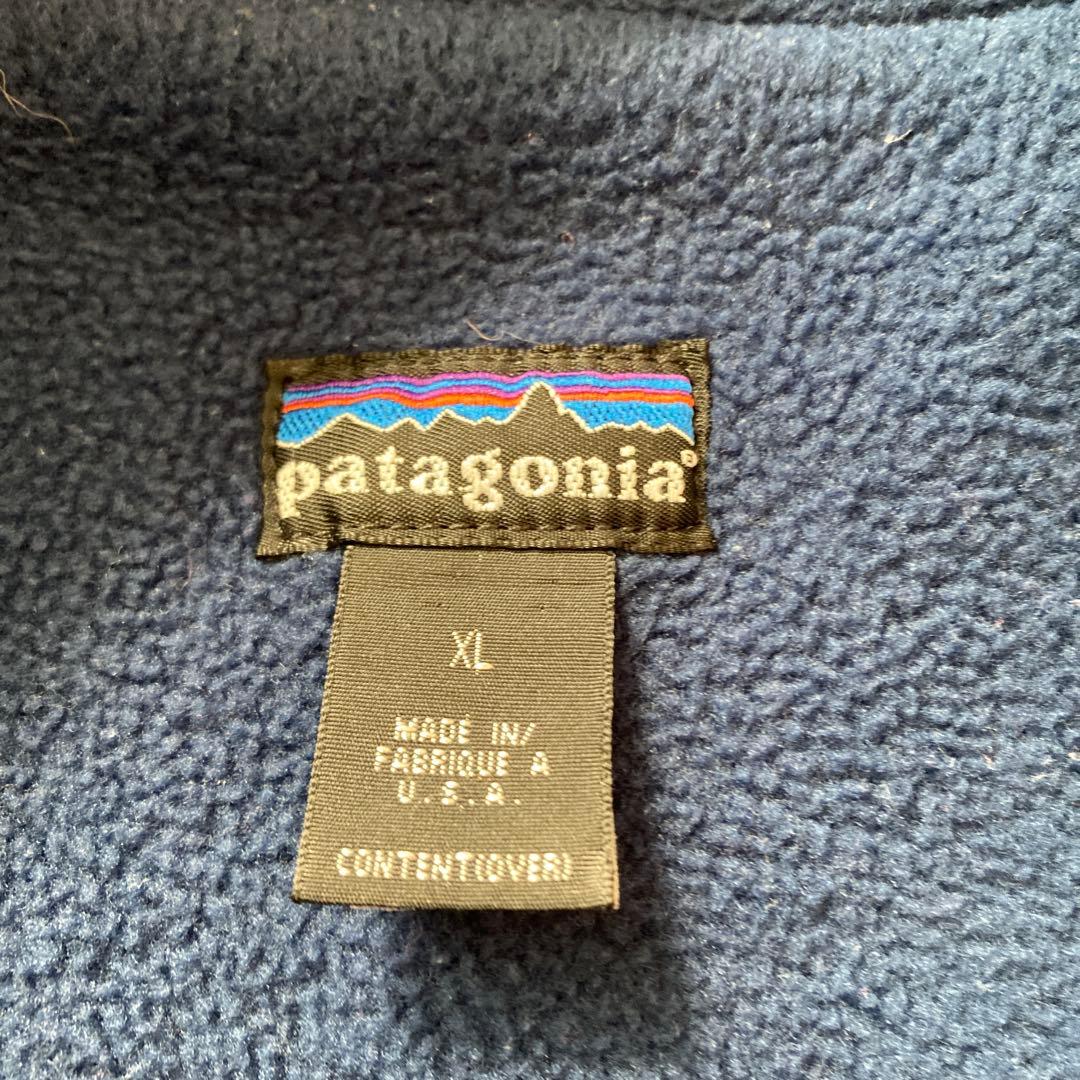 patagonia®
XL
MADE IN/
FABRIQUE A
U.S.A.
CONTENT(OVER)